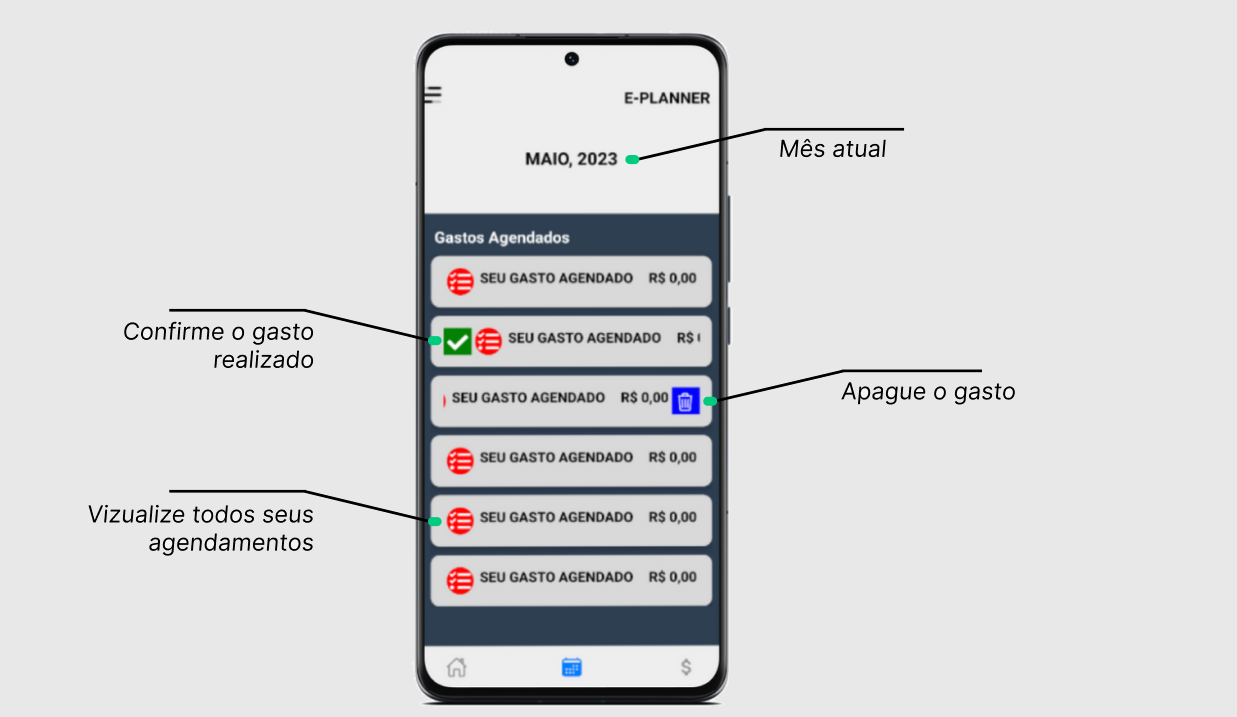 E-PLANNER
MAIO, 2023
Mês atual
Gastos Agendados
SEU GASTO AGENDADO R$ 0,00
Confirme o gasto
realizado
SEU GASTO AGENDADO R$
SEU GASTO AGENDADO R$ 0,00
Apague o gasto
SEU GASTO AGENDADO R$ 0,00
Vizualize todos seus
agendamentos
SEU GASTO AGENDADO R$ 0,00
SEU GASTO AGENDADO R$ 0,00